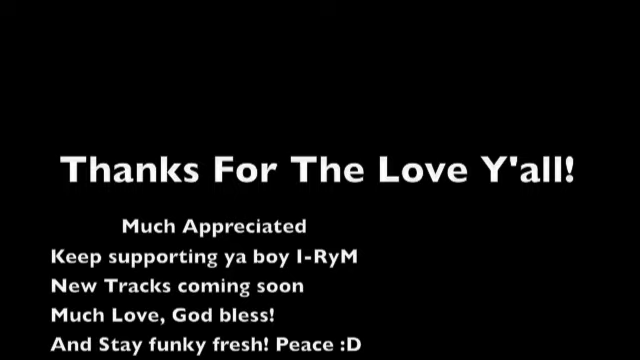 Thanks For The Love Y'all!
Much Appreciated
Keep supporting ya boy I-RyM
New Tracks coming soon
Much Love, God bless!
And Stay funky fresh! Peace :D